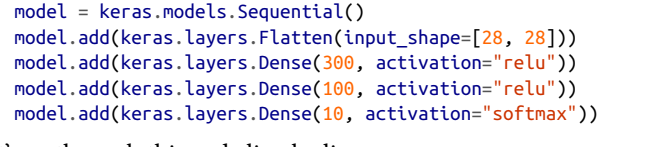 model = keras.models.Sequential()
model.add(keras.layers.Flatten(input_shape=[28, 28]))
model.add(keras.layers.Dense(300, activation="relu"))
model.add(keras.layers.Dense(100, activation="relu"))
model.add(keras.layers.Dense(10, activation="softmax"))